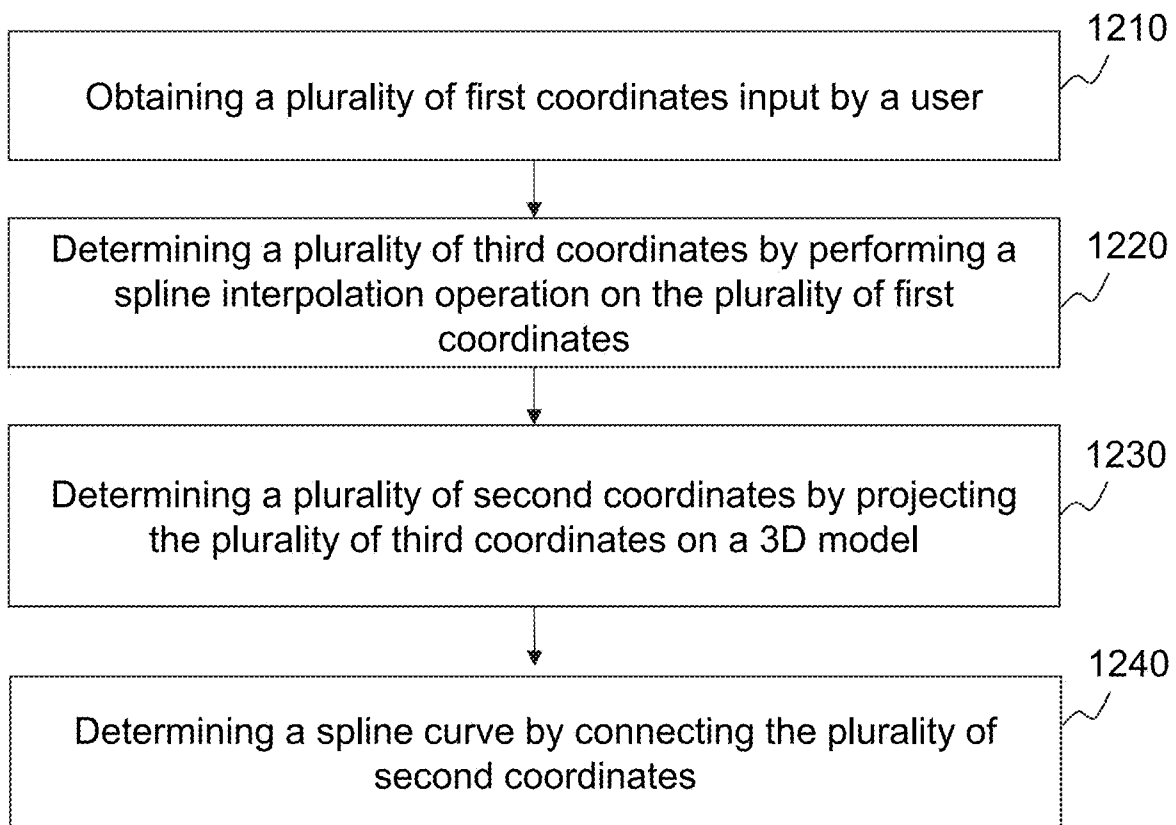 1210
Obtaining a plurality of first coordinates input by a user
1220
Determining a plurality of third coordinates by performing a
spline interpolation operation on the plurality of first
coordinates
1230
Determining a plurality of second coordinates by projecting
the plurality of third coordinates on a 3D model
1240
Determining a spline curve by connecting the plurality of
second coordinates